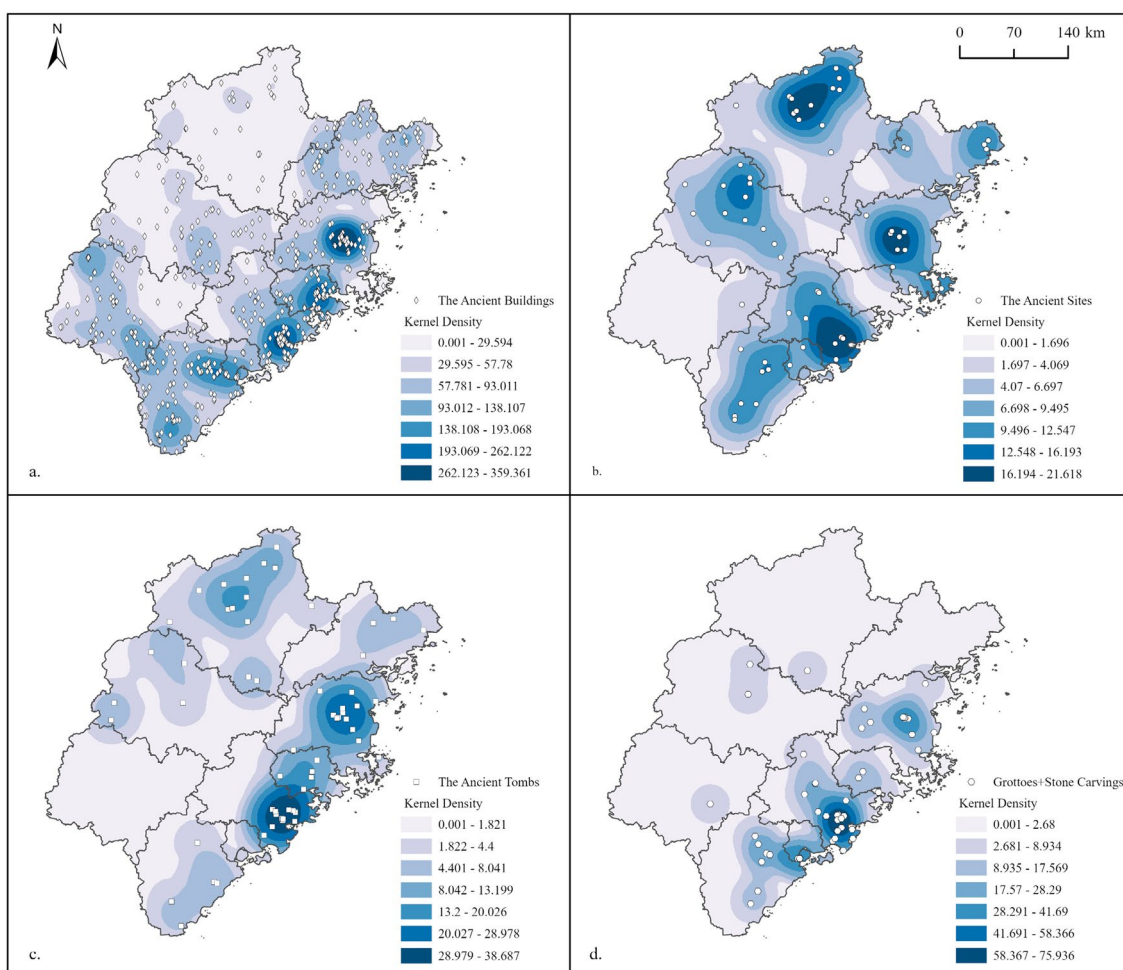 N
0 70 140 km
The Ancient Buildings
Kernel Density
0.001 - 29.594
29.595 - 57.78
57.781 - 93.011
93.012 - 138.107
138.108 - 193.068
193.069 - 262.122
262.123 - 359.361
a.
The Ancient Sites
Kernel Density
0.001 - 1.696
1.697 - 4.069
4.07 - 6.697
6.698 - 9.495
9.496 - 12.547
12.548 - 16.193
16.194 - 21.618
b.
The Ancient Tombs
Kernel Density
0.001 - 1.821
1.822 - 4.4
4.401 - 8.041
8.042 - 13.199
13.2 - 20.026
20.027 - 28.978
28.979 - 38.687
c.
Grottoes+Stone Carvings
Kernel Density
0.001 - 2.68
2.681 - 8.934
8.935 - 17.569
17.57 - 28.29
28.291 - 41.69
41.691 - 58.366
58.367 - 75.936
d.